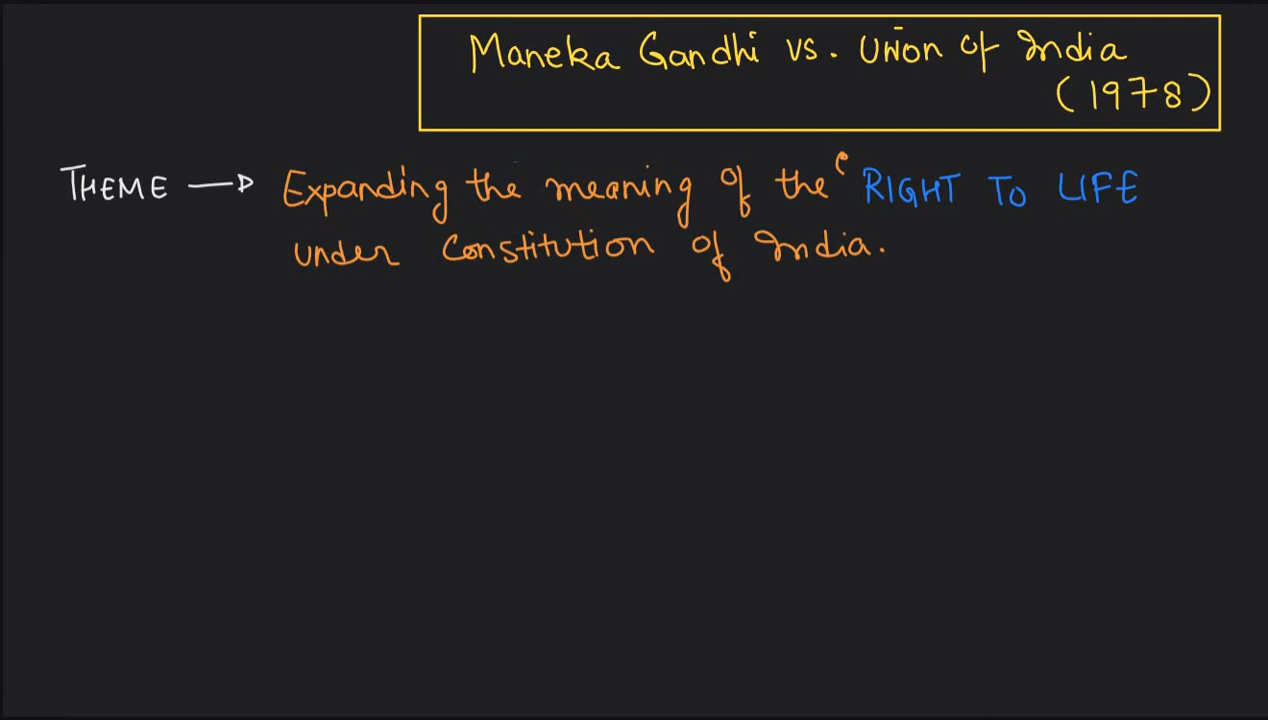 Maneka Gandhi vs. Union of India
(1978)
THEME → Expanding the meaning of the ‘ RIGHT TO LIFE
under Constitution of India.